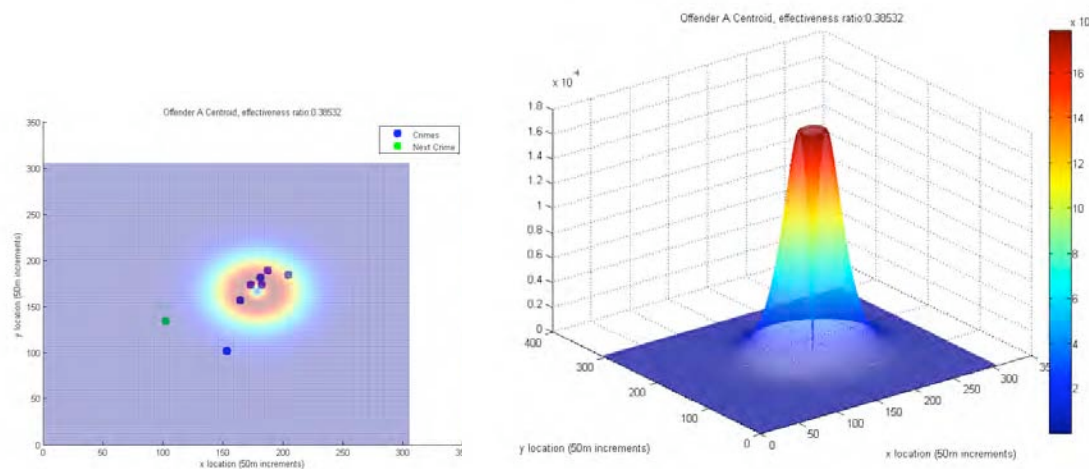 Offender A Centroid, effectiveness ratio:0.38532
Crimes
Next Crime
350
300
250
200
150
100
50
0
y location (50m increments)
0 50 100 150 200 250 300 35
x location (50m increments)
Offender A Centroid, effectiveness ratio:0.38532
x 10⁻⁴
1.8
1.6
1.4
1.2
1
0.8
0.6
0.4
0.2
0
400
300
200
100
0
y location (50m increments)
0 50 100 150 200 250 300 35
x location (50m increments)
x 10
16
14
12
10
8
6
4
2